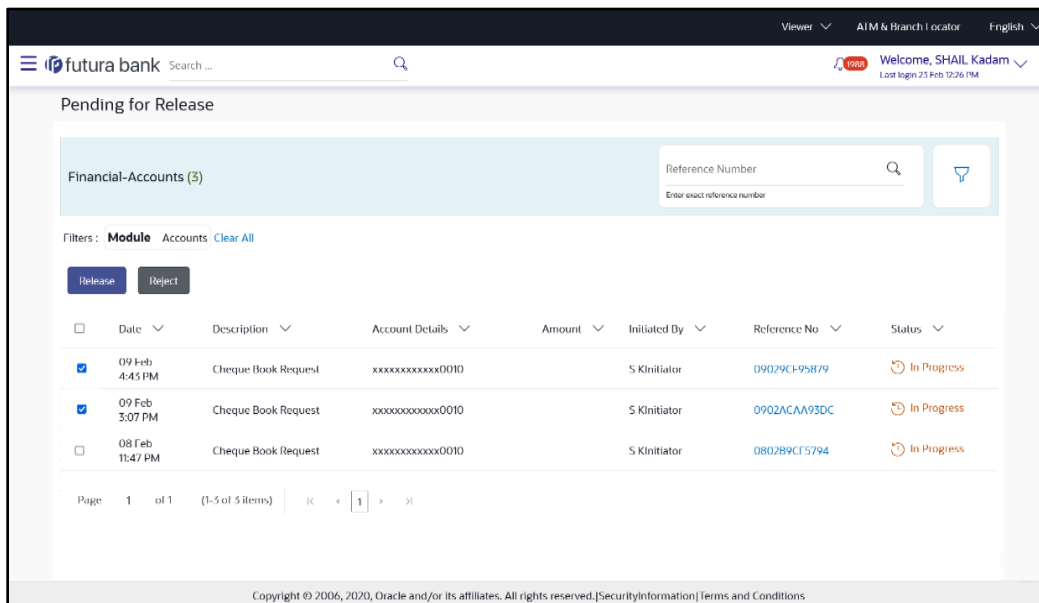 Viewer ATM & Branch Locator English
futura bank Search ... 1988 Welcome, SHAIL Kadam
Last login 23 Feb 12:26 PM
Pending for Release
Financial-Accounts (3) Reference Number
Enter exact reference number
Filters : Module Accounts Clear All
Release Reject
Date Description Account Details Amount Initiated By Reference No Status
09 Feb
4:43 PM Cheque Book Request xxxxxxxxxxxx0010 S KInitiator 09029CF95B79 In Progress
09 Feb
3:07 PM Cheque Book Request xxxxxxxxxxxx0010 S KInitiator 0902ACAA93DC In Progress
08 Feb
11:47 PM Cheque Book Request xxxxxxxxxxxx0010 S KInitiator 0802B9CF5794 In Progress
Page 1 of 1 (1-3 of 3 items) 1
Copyright © 2006, 2020, Oracle and/or its affiliates. All rights reserved.|SecurityInformation|Terms and Conditions